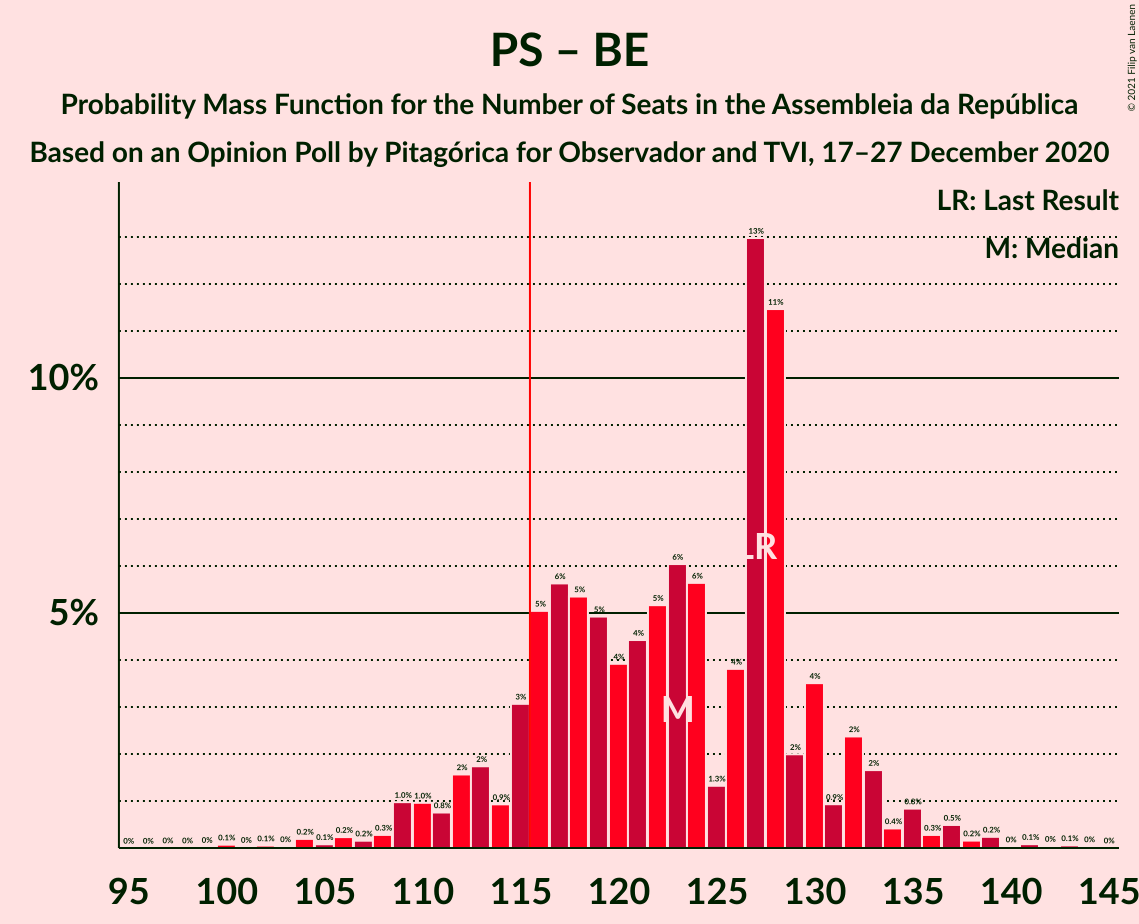 PS – BE
Probability Mass Function for the Number of Seats in the Assembleia da República
Based on an Opinion Poll by Pitagórica for Observador and TVI, 17–27 December 2020
© 2021 Filip van Laenen
LR: Last Result
M: Median
10%
5%
0% 0% 0% 0% 0% 0.1% 0% 0.1% 0% 0.2% 0.1% 0.2% 0.2% 0.3% 1.0% 1.0% 0.8% 2% 2% 0.9% 3% 5% 6% 5% 5% 4% 4% 5% 6% 6% 1.3% 4% 13% 11% 2% 4% 0.9% 2% 2% 0.4% 0.8% 0.3% 0.5% 0.2% 0.2% 0% 0.1% 0% 0.1% 0% 0%
LR
M
95 100 105 110 115 120 125 130 135 140 145